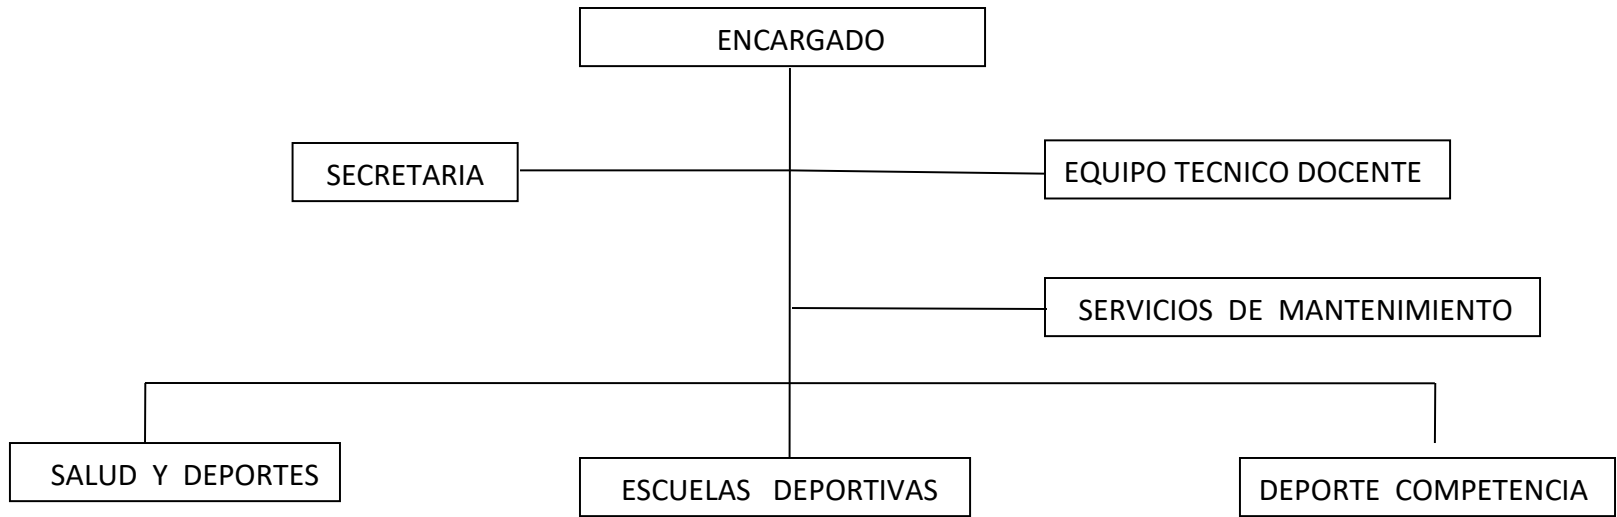 ENCARGADO
SECRETARIA
EQUIPO TECNICO DOCENTE
SERVICIOS DE MANTENIMIENTO
SALUD Y DEPORTES
ESCUELAS DEPORTIVAS
DEPORTE COMPETENCIA